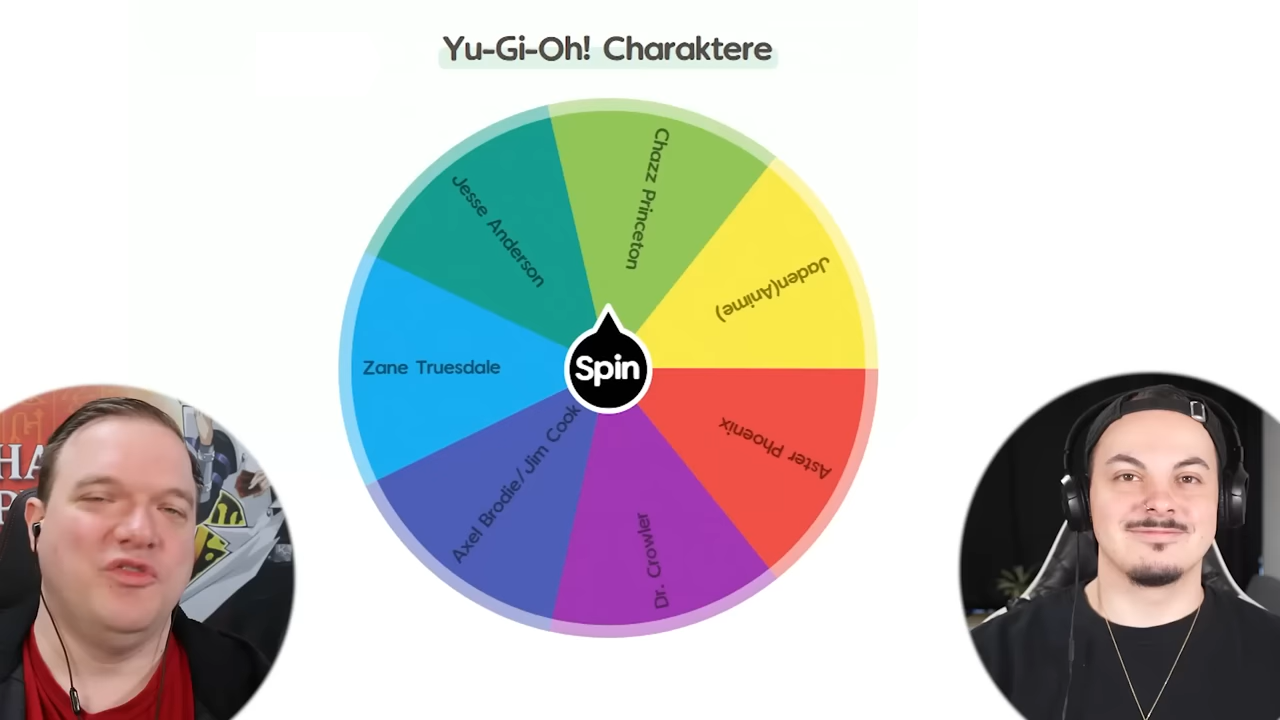 Yu-Gi-Oh! Charaktere
Chazz Princeton
Jaden(Anime)
Aster Phoenix
Dr. Crowler
Axel Brodie/Jim Cook
Zane Truesdale
Jesse Anderson
Spin